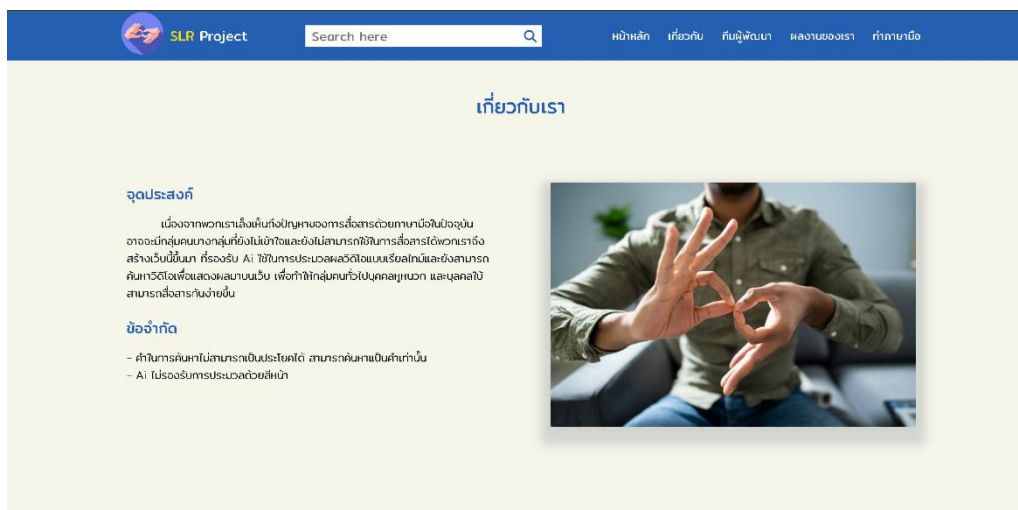 SLR Project
Search here
หน้าหลัก เกี่ยวกับ ทีมผู้พัฒนา ผลงานของเรา ทำภาษามือ
เกี่ยวกับเรา
จุดประสงค์
เนื่องจากพวกเราเล็งเห็นถึงปัญหาของการสื่อสารด้วยภาษามือในปัจจุบัน
อาจจะมีกลุ่มคนบางกลุ่มที่ยังไม่เข้าใจและยังไม่สามารถใช้ในการสื่อสารได้พวกเราจึง
สร้างเว็บนี้ขึ้นมา ที่รองรับ Ai ใช้ในการประมวลผลวิดีโอแบบเรียลไทม์และยังสามารถ
ค้นหาวิดีโอเพื่อแสดงผลมาบนเว็บ เพื่อทำให้กลุ่มคนทั่วไปบุคคลหูหนวก และบุคลลใบ้
สามารถสื่อสารกันง่ายขึ้น
ข้อจำกัด
- คำในการค้นหาไม่สามารถเป็นประโยคได้ สามารถค้นหาเป็นคำเท่านั้น
- Ai ไม่รองรับการประมวลด้วยสีหน้า